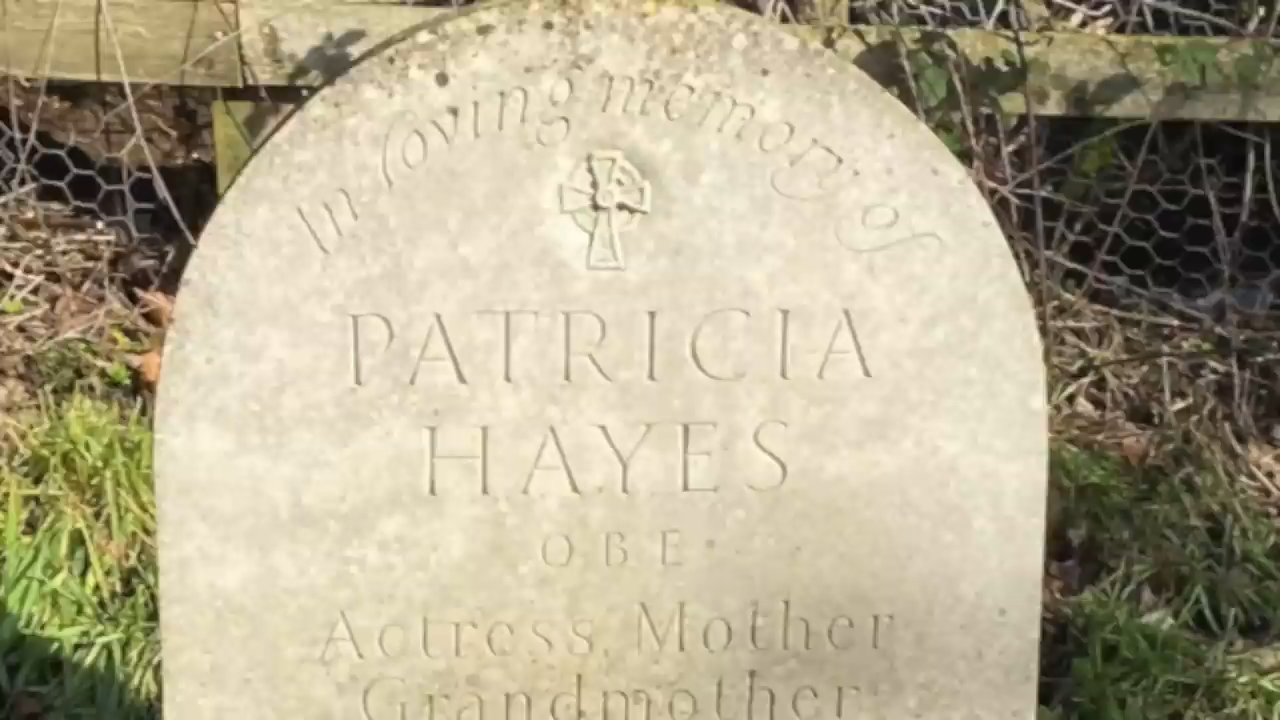 In loving memory of
PATRICIA
HAYES
OBE
Actress, Mother
Grandmother